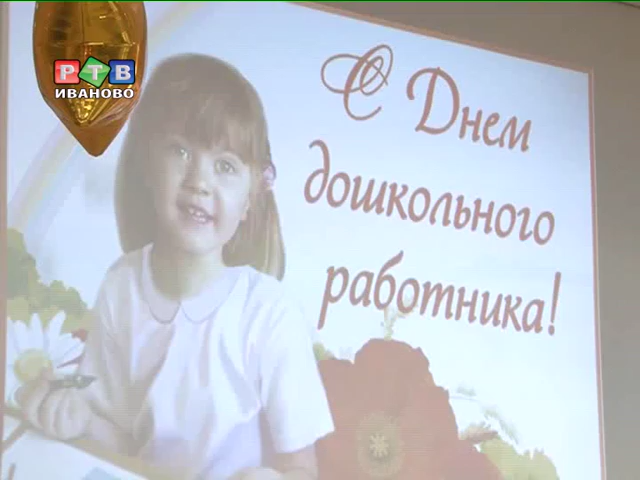 РТВ
ИВАНОВО
С Днем
дошкольного
работника!